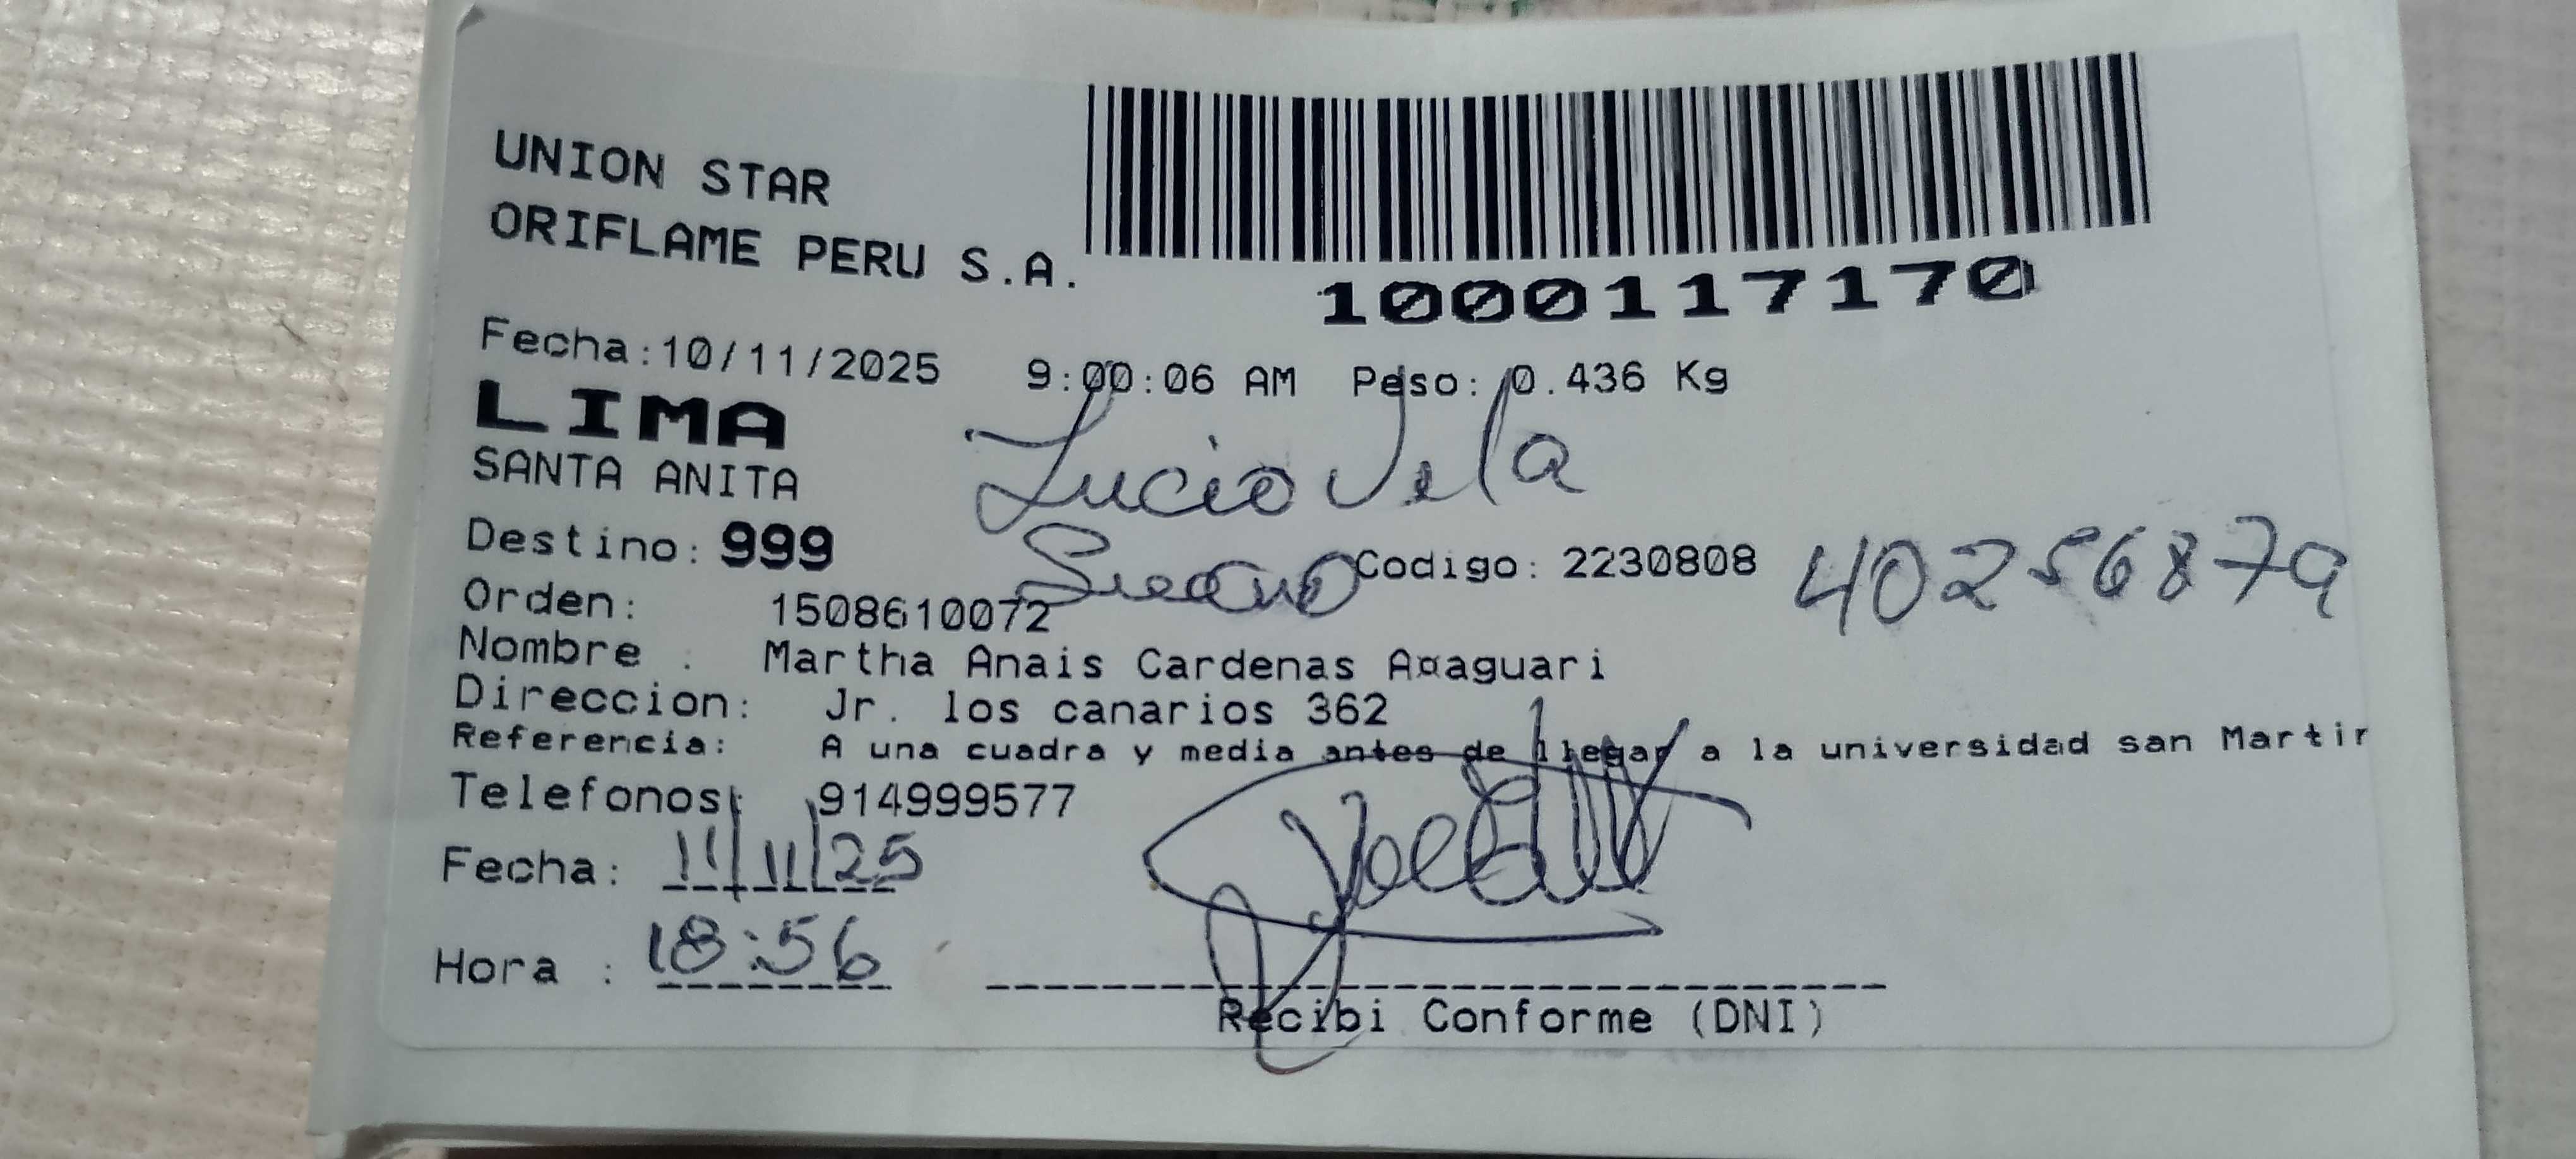 UNION STAR
ORIFLAME PERU S.A.
1000117170
Fecha:10/11/2025 9:00:06 AM Peso: 0.436 Kg
LIMA
Lucio Vela
SANTA ANITA
Destino: 999
Codigo: 2230808 40256879
Orden: 1508610072
Nombre : Martha Anais Cardenas A¤aguari
Direccion: Jr. los canarios 362
Referencia: A una cuadra y media antes de llegar a la universidad san Martir
Telefonos: 914999577
Fecha: 11/11/25
Hora : 18:56
Recibi Conforme (DNI)